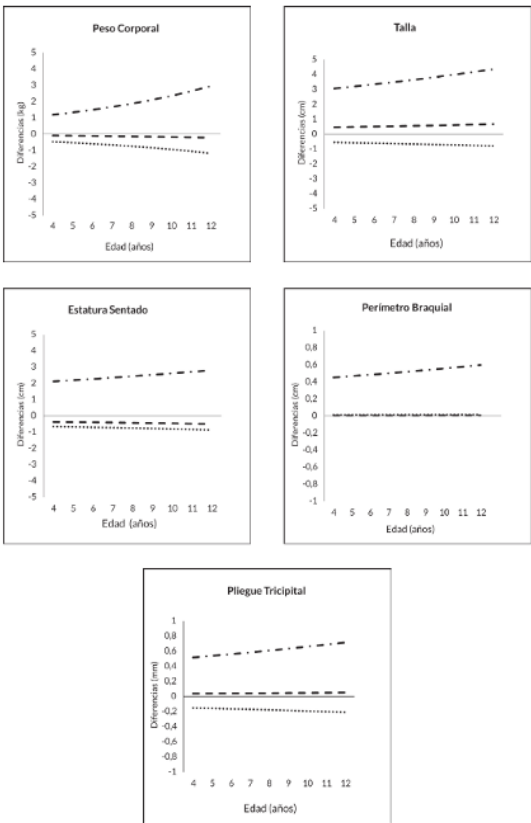 Peso Corporal
Diferencias (kg)
5
4
3
2
1
0
-1
-2
-3
-4
-5
4 5 6 7 8 9 10 11 12
Edad (años)
Talla
Diferencias (cm)
5
4
3
2
1
0
-1
-2
-3
-4
-5
4 5 6 7 8 9 10 11 12
Edad (años)
Estatura Sentado
Diferencias (cm)
5
4
3
2
1
0
-1
-2
-3
-4
-5
4 5 6 7 8 9 10 11 12
Edad (años)
Perímetro Braquial
Diferencias (cm)
1
0,8
0,6
0,4
0,2
0
-0,2
-0,4
-0,6
-0,8
-1
4 5 6 7 8 9 10 11 12
Edad (años)
Pliegue Tricipital
Diferencias (mm)
1
0,8
0,6
0,4
0,2
0
-0,2
-0,4
-0,6
-0,8
-1
4 5 6 7 8 9 10 11 12
Edad (años)